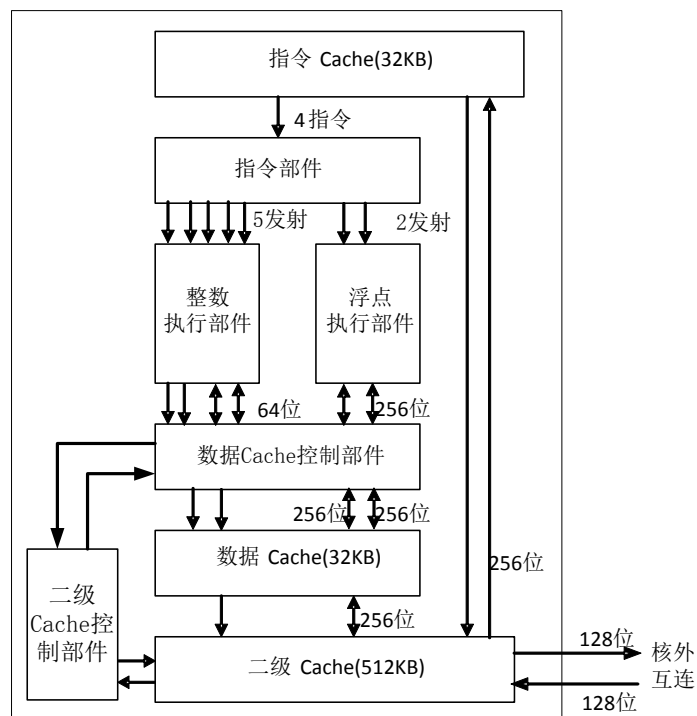 指令 Cache(32KB)
4指令
指令部件
5发射
2发射
整数
执行部件
浮点
执行部件
64位
256位
数据Cache控制部件
256位
256位
数据 Cache(32KB)
256位
二级
Cache控
制部件
256位
二级 Cache(512KB)
128位
核外
互连
128位